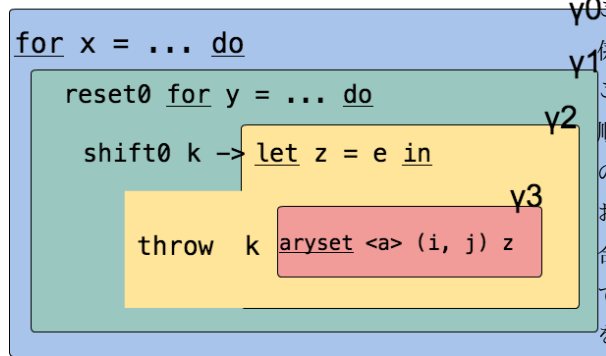 γ0
for x = ... do
γ1
reset0 for y = ... do
γ2
shift0 k -> let z = e in
γ3
throw k aryset <a> (i, j) z